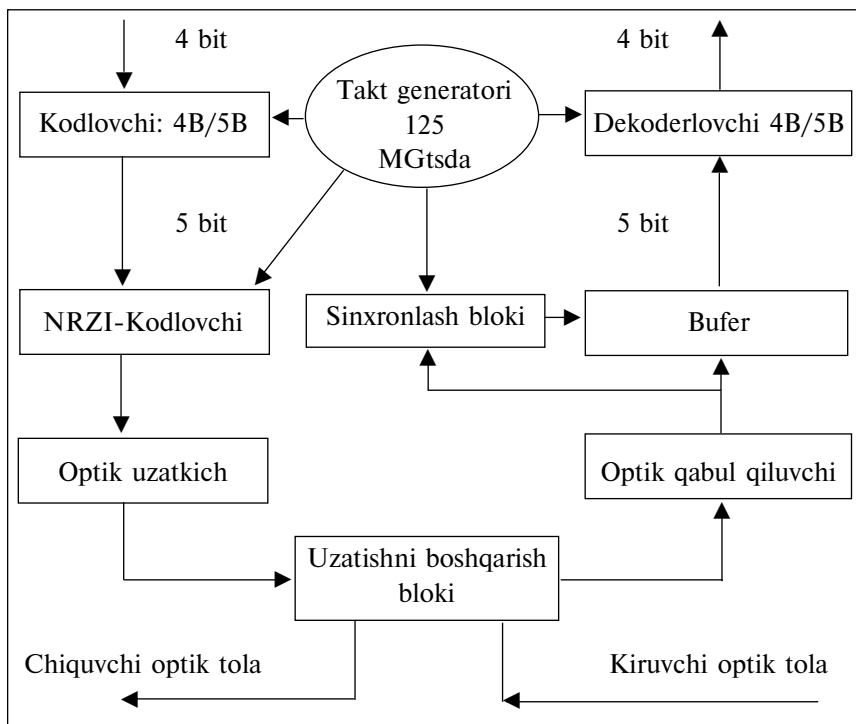 4 bit
4 bit
Takt generatori
125
MGtsda
Kodlovchi: 4B/5B
Dekoderlovchi 4B/5B
5 bit
5 bit
NRZI-Kodlovchi
Sinxronlash bloki
Bufer
Optik uzatkich
Optik qabul qiluvchi
Uzatishni boshqarish
bloki
Chiquvchi optik tola
Kiruvchi optik tola